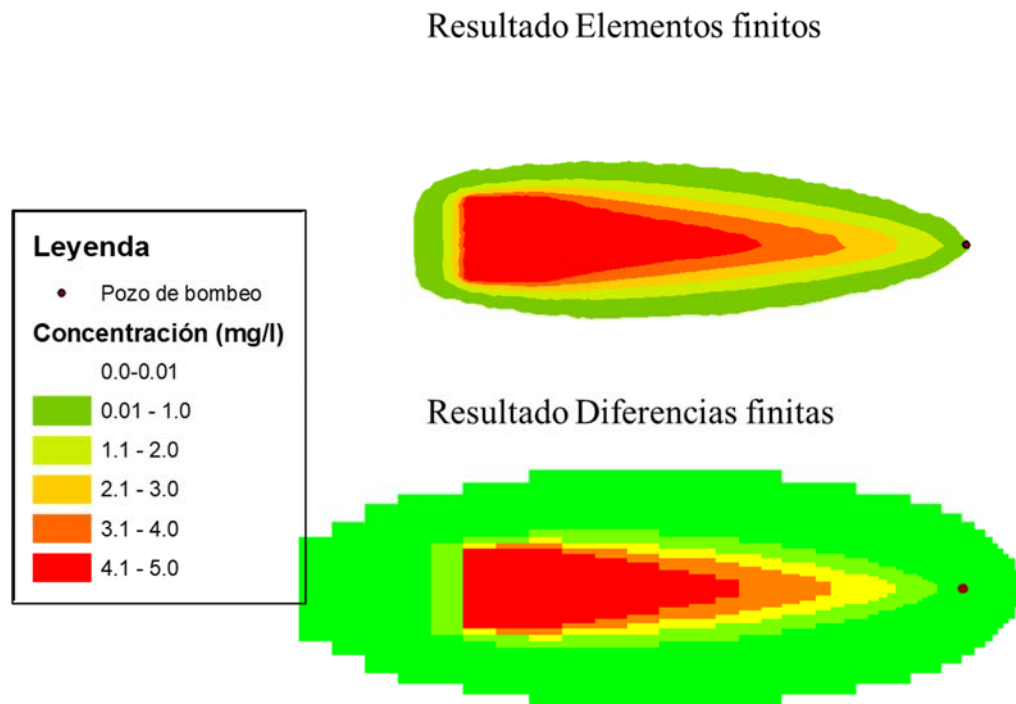 Resultado Elementos finitos
Leyenda
Pozo de bombeo
Concentración (mg/l)
0.0-0.01
0.01 - 1.0
1.1 - 2.0
2.1 - 3.0
3.1 - 4.0
4.1 - 5.0
Resultado Diferencias finitas